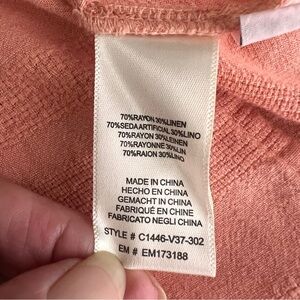 70%RAYON 30%LINEN
70%SEDAARTIFICIAL 30%LINO
70%RAYON 30%LEINEN
70%RAYONNE 30%LIN
70%RAION 30%LINO
MADE IN CHINA
HECHO EN CHINA
GEMACHT IN CHINA
FABRIQUÉ EN CHINE
FABRICATO NEGLI CHINA
STYLE # C1446-V37-302
EM # EM173188